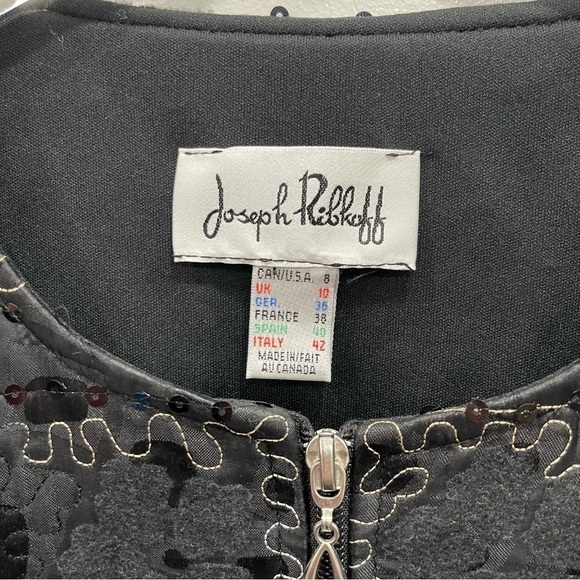 Joseph Ribkoff
CAN/U.S.A. 8
UK 10
GER. 36
FRANCE 38
SPAIN 40
ITALY 42
MADE IN/FAIT
AU CANADA